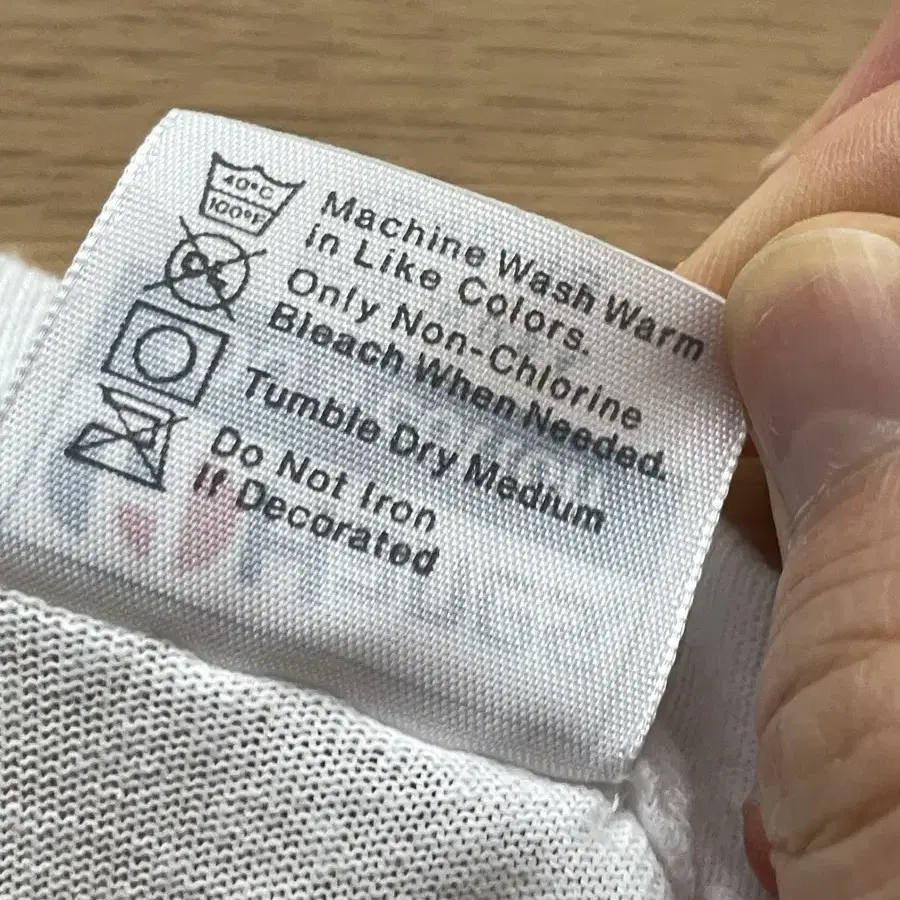 40°C
100°F
Machine Wash Warm
in Like Colors.
Only Non-Chlorine
Bleach When Needed.
Tumble Dry Medium
Do Not Iron
If Decorated